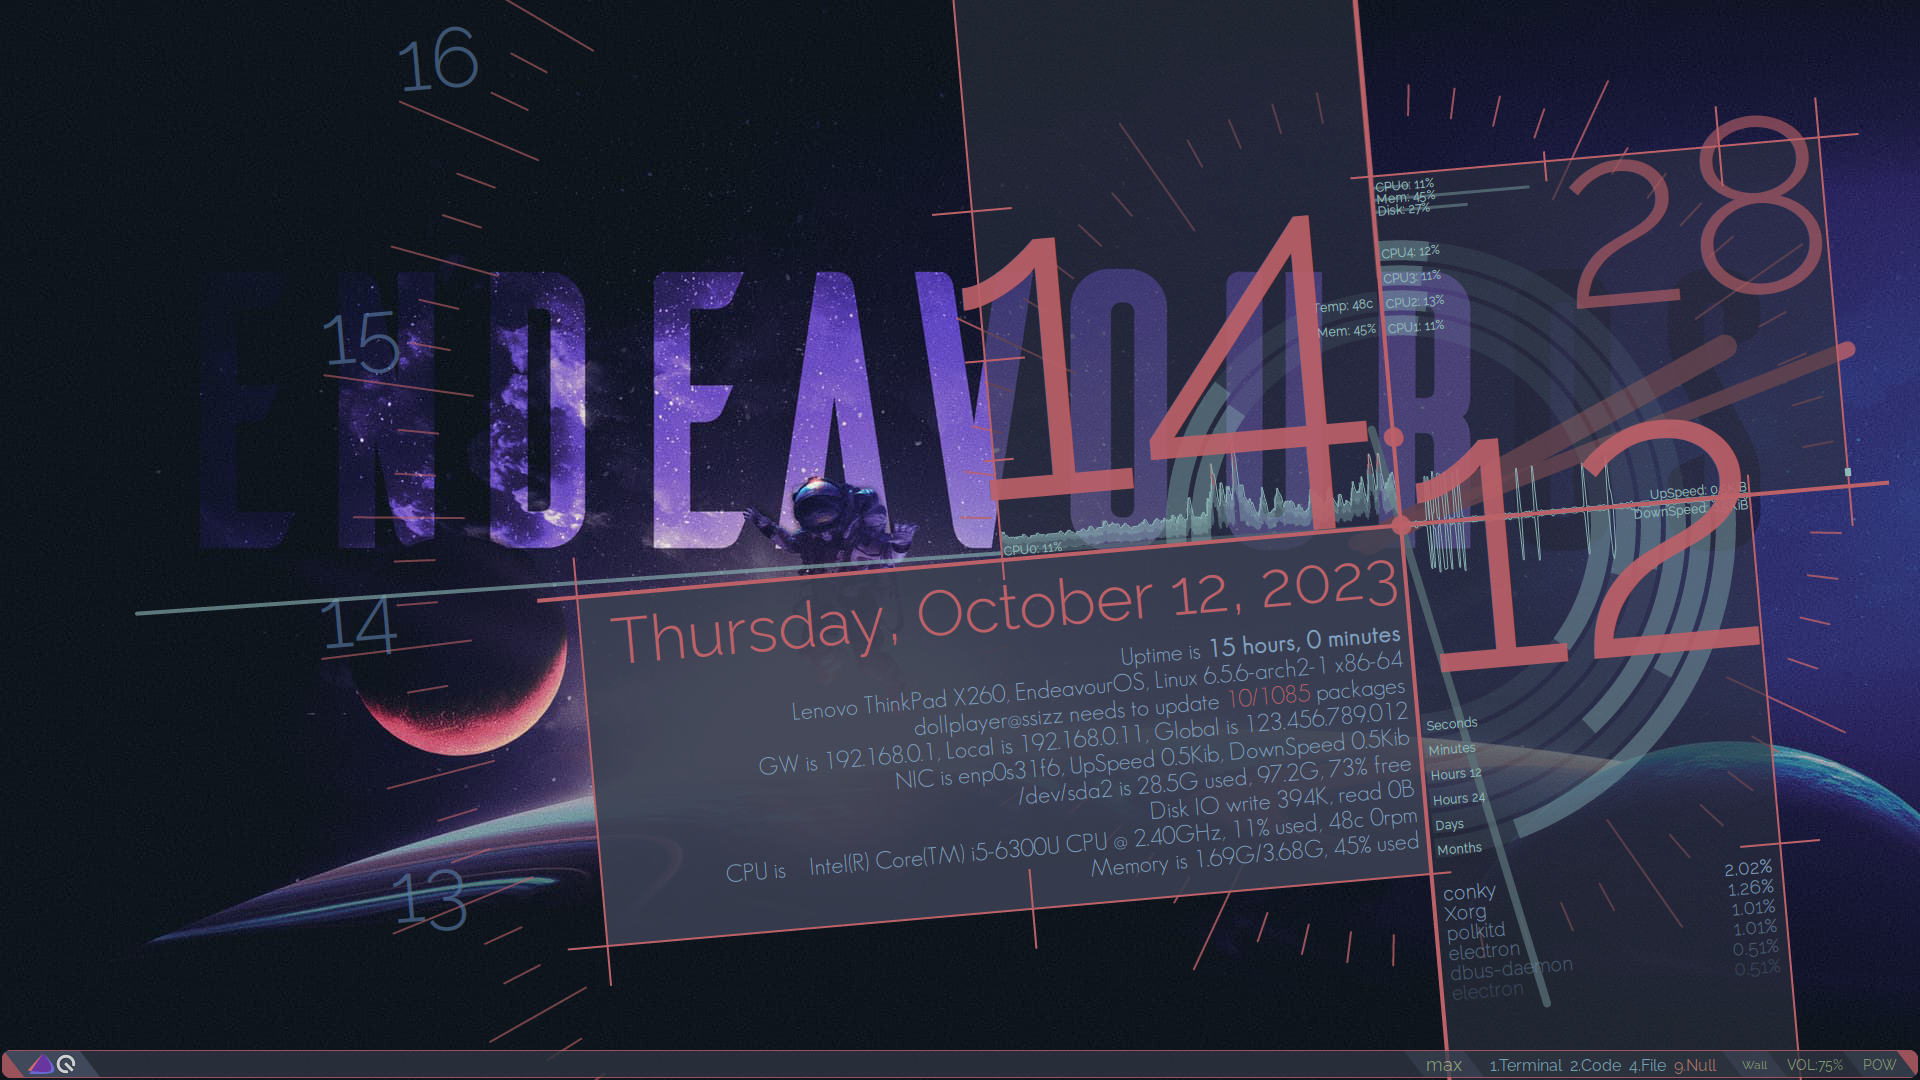 16
28
CPU0: 11%
Mem: 45%
Disk: 27%
CPU4: 12%
CPU3: 11%
Temp: 48c
CPU2: 13%
Mem: 45%
CPU1: 11%
15
ENDEAVOUROS
14:12
UpSpeed:
DownSpeed
CPU0: 11%
14
Thursday, October 12, 2023
Uptime is 15 hours, 0 minutes
Lenovo ThinkPad X260, EndeavourOS, Linux 6.5.6-arch2-1 x86-64
dollplayer@ssizz needs to update 10/1085 packages
GW is 192.168.0.1, Local is 192.168.0.11, Global is 123.456.789.012
NIC is enp0s31f6, UpSpeed 0.5Kib, DownSpeed 0.5Kib
/dev/sda2 is 28.5G used, 97.2G, 73% free
Disk IO write 394K, read 0B
CPU is Intel(R) Core(TM) i5-6300U CPU @ 2.40GHz, 11% used, 48c 0rpm
Memory is 1.69G/3.68G, 45% used
Seconds
Minutes
Hours 12
Hours 24
Days
Months
13
conky 2.02%
Xorg 1.26%
polkitd 1.01%
electron 1.01%
dbus-daemon 0.51%
electron 0.51%
max 1.Terminal 2.Code 4.File 9.Null Wall VOL:75% POW